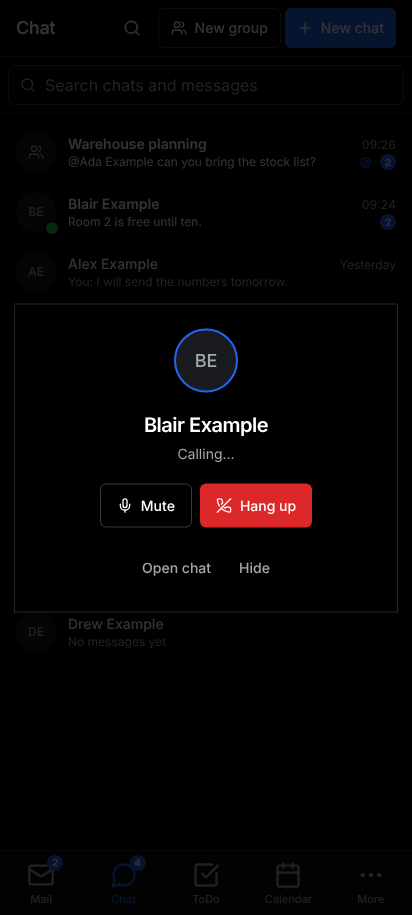 Chat
New group
New chat
Search chats and messages
Warehouse planning
09:26
@Ada Example can you bring the stock list?
@
2
BE
Blair Example
09:24
Room 2 is free until ten.
2
AE
Alex Example
Yesterday
You: I will send the numbers tomorrow.
BE
Blair Example
Calling...
Mute
Hang up
Open chat
Hide
DE
Drew Example
No messages yet
2
4
Mail
Chat
ToDo
Calendar
More